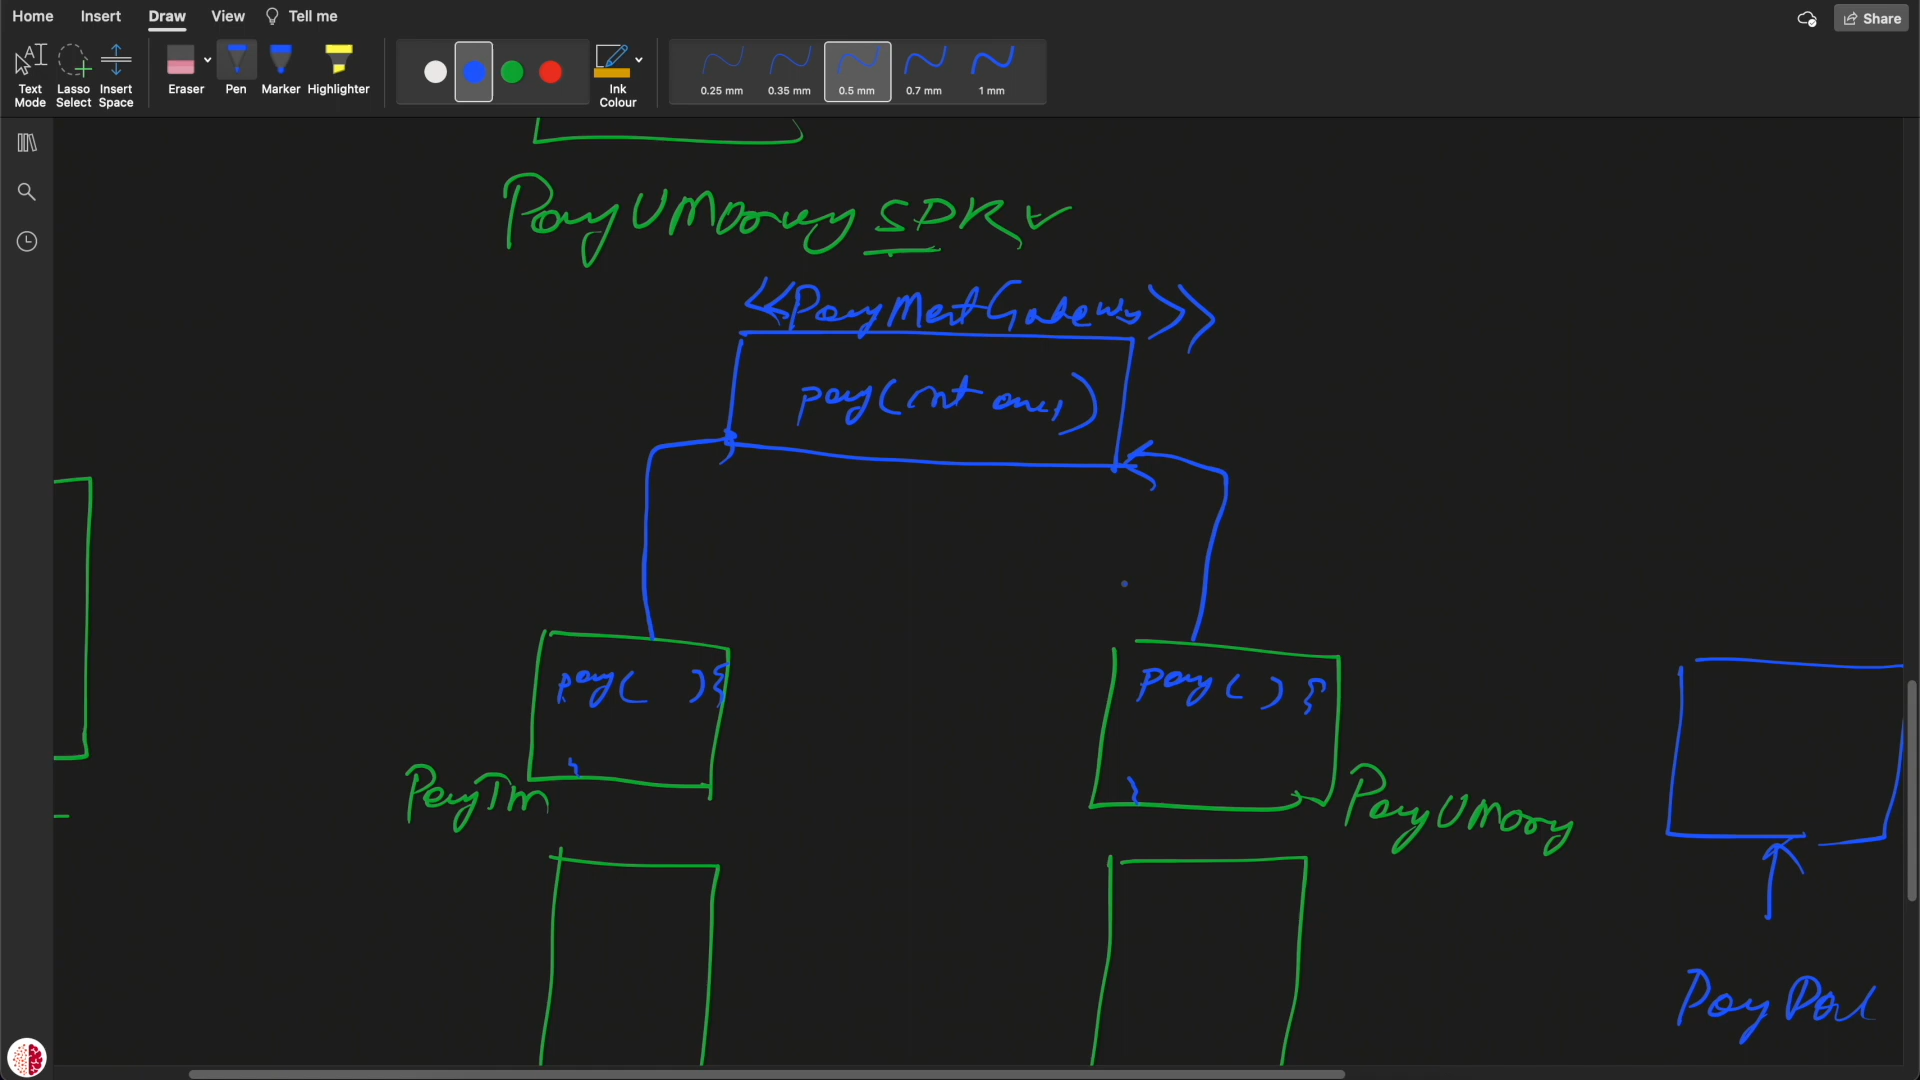 Home Insert Draw View Tell me Share
Text Mode Lasso Select Insert Space Eraser Pen Marker Highlighter Ink Colour 0.25 mm 0.35 mm 0.5 mm 0.7 mm 1 mm
PayUMoney SDK
<<PaymentGateway>>
pay(int amt)
pay( ){ pay( ){
} }
PayTm PayUMoney
PayPal